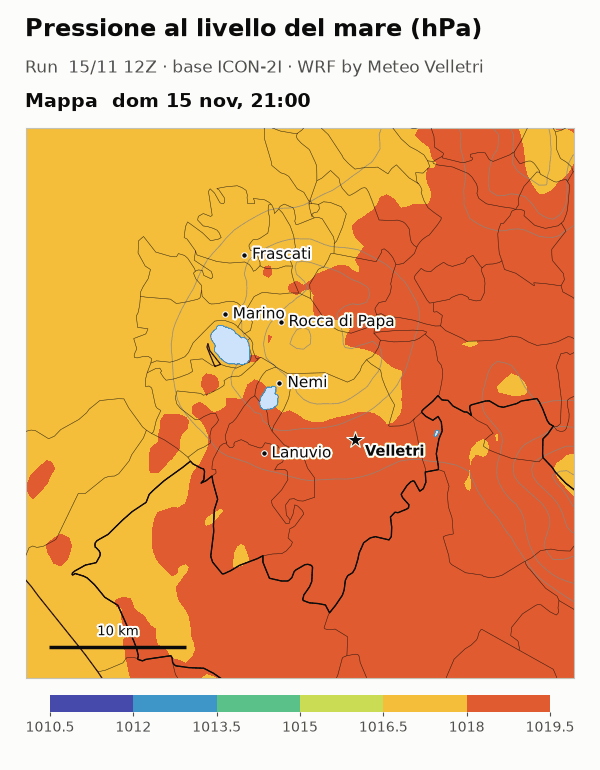 Pressione al livello del mare (hPa)
Run  15/11 12Z · base ICON-2I · WRF by Meteo Velletri
Mappa  dom 15 nov, 21:00
Frascati
Marino
Rocca di Papa
Nemi
Velletri
Lanuvio
10 km
1010.5 1012 1013.5 1015 1016.5 1018 1019.5